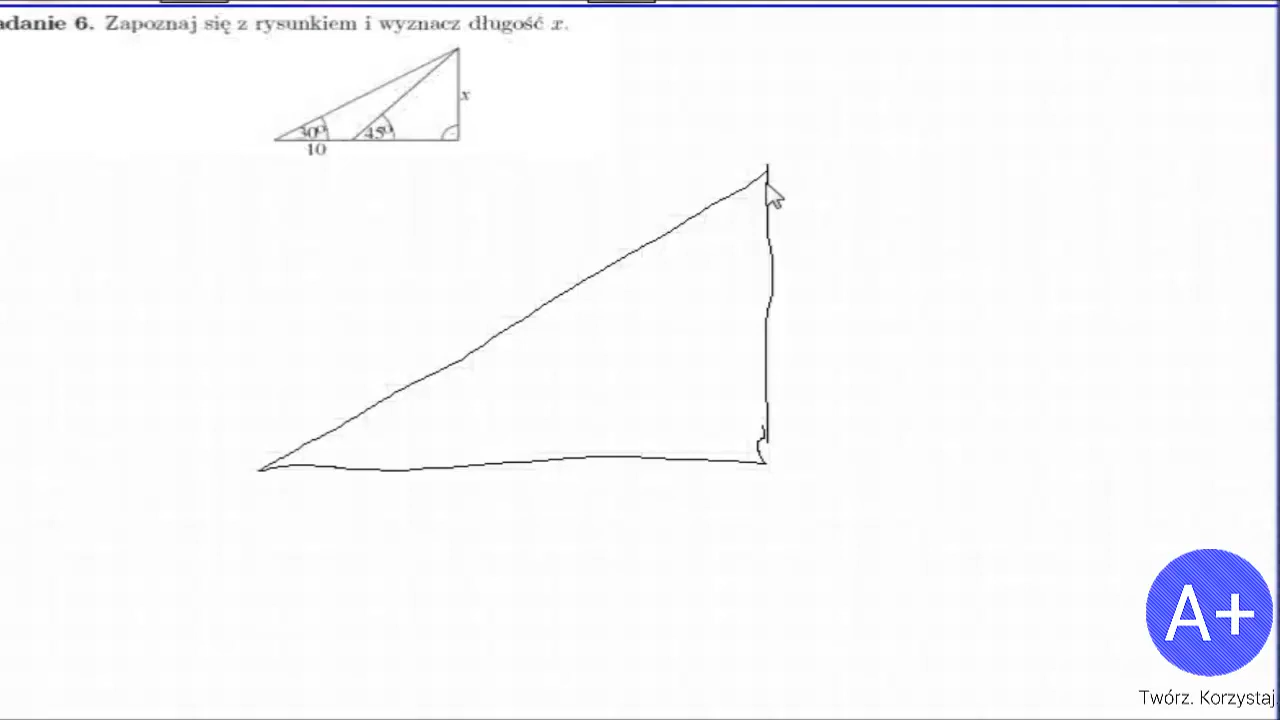 adanie 6. Zapoznaj się z rysunkiem i wyznacz długość x.
x
30°
45°
10
A+
Twórz. Korzystaj